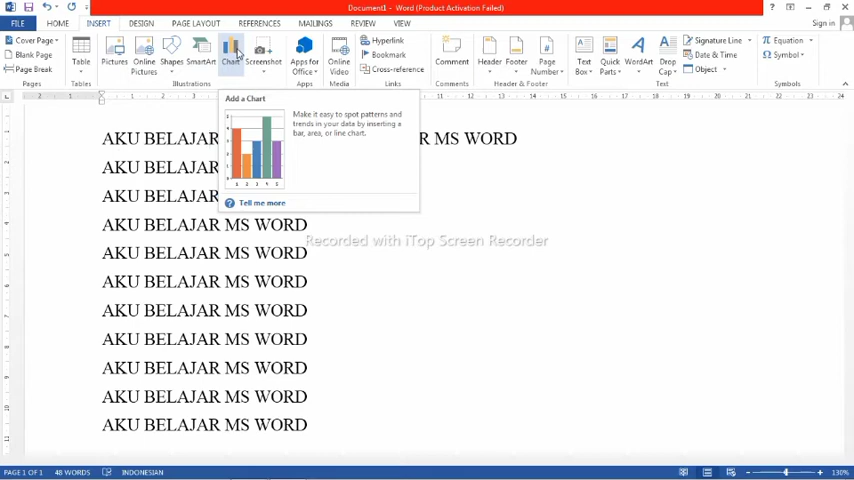 Document1 - Word (Product Activation Failed)
FILE HOME INSERT DESIGN PAGE LAYOUT REFERENCES MAILINGS REVIEW VIEW Sign in
Cover Page
Blank Page
Page Break
Pages
Table
Tables
Pictures
Online Pictures
Shapes
SmartArt
Chart
Screenshot
Illustrations
Apps for Office
Apps
Online Video
Media
Hyperlink
Bookmark
Cross-reference
Links
Comment
Comments
Header
Footer
Page Number
Header & Footer
Text Box
Quick Parts
WordArt
Drop Cap
Signature Line
Date & Time
Object
Text
Equation
Symbol
Symbols
Add a Chart
Make it easy to spot patterns and
trends in your data by inserting a
bar, area, or line chart.
Tell me more
AKU BELAJAR R MS WORD
AKU BELAJAR
AKU BELAJAR
AKU BELAJAR MS WORD
Recorded with iTop Screen Recorder
AKU BELAJAR MS WORD
AKU BELAJAR MS WORD
AKU BELAJAR MS WORD
AKU BELAJAR MS WORD
AKU BELAJAR MS WORD
AKU BELAJAR MS WORD
AKU BELAJAR MS WORD
PAGE 1 OF 1 48 WORDS INDONESIAN 130%